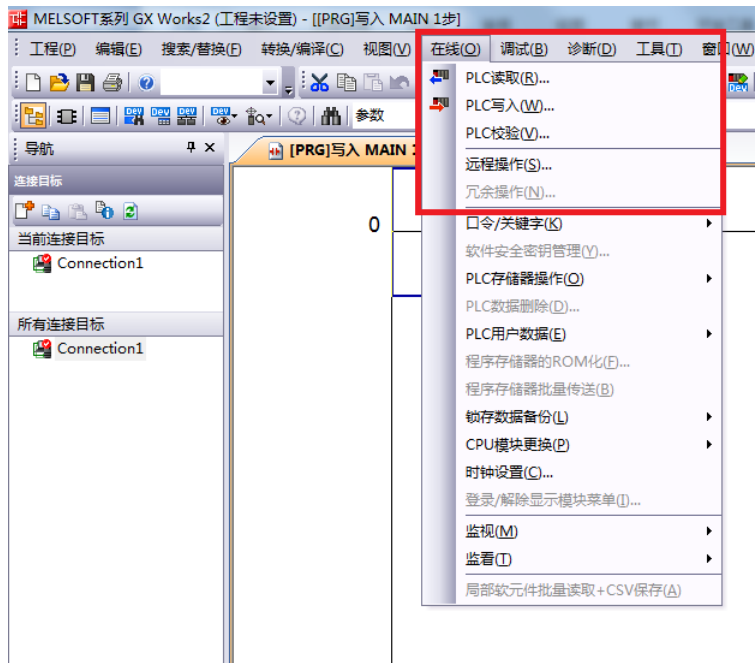 MELSOFT系列 GX Works2 (工程未设置) - [[PRG]写入 MAIN 1步]
工程(P) 编辑(E) 搜索/替换(F) 转换/编译(C) 视图(V) 在线(O) 调试(B) 诊断(D) 工具(T) 窗口(W)
参数
导航
[PRG]写入 MAIN 1
连接目标
当前连接目标
Connection1
所有连接目标
Connection1
0
PLC读取(R)...
PLC写入(W)...
PLC校验(V)...
远程操作(S)...
冗余操作(N)...
口令/关键字(K)
软件安全密钥管理(Y)...
PLC存储器操作(O)
PLC数据删除(D)...
PLC用户数据(E)
程序存储器的ROM化(F)...
程序存储器批量传送(B)
锁存数据备份(L)
CPU模块更换(P)
时钟设置(C)...
登录/解除显示模块菜单(I)...
监视(M)
监看(T)
局部软元件批量读取+CSV保存(A)